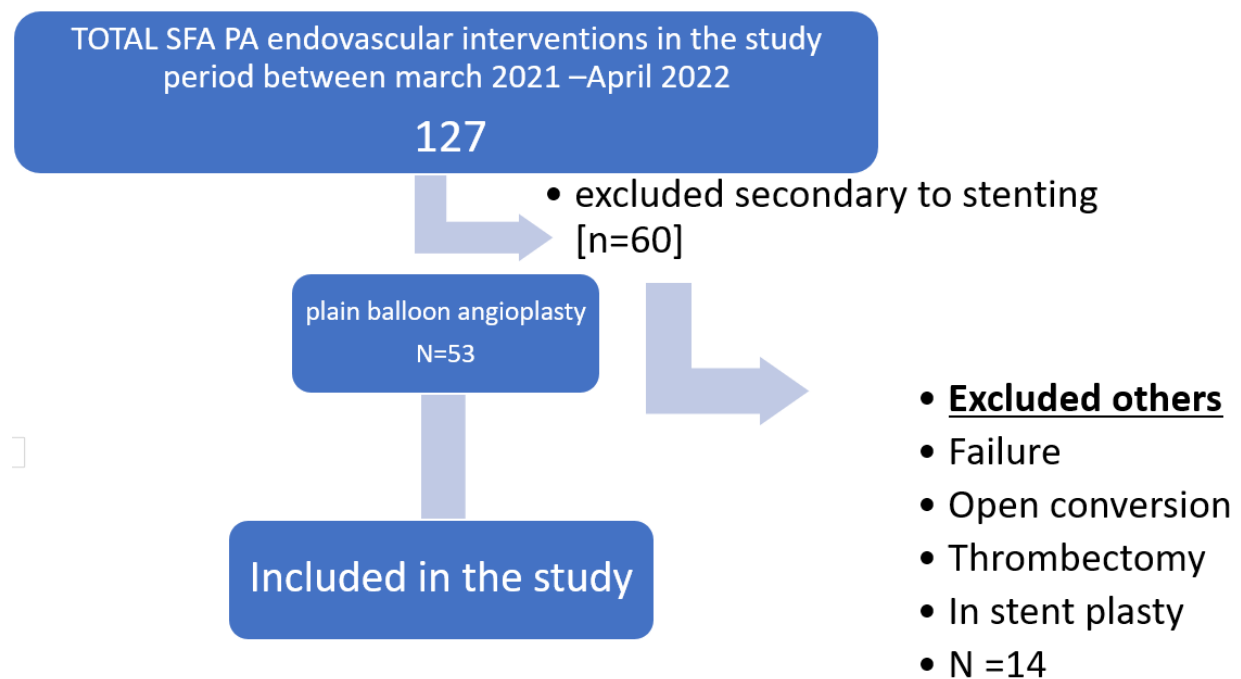 TOTAL SFA PA endovascular interventions in the study
period between march 2021 –April 2022
127
• excluded secondary to stenting
[n=60]
plain balloon angioplasty
N=53
Included in the study
• Excluded others
• Failure
• Open conversion
• Thrombectomy
• In stent plasty
• N =14